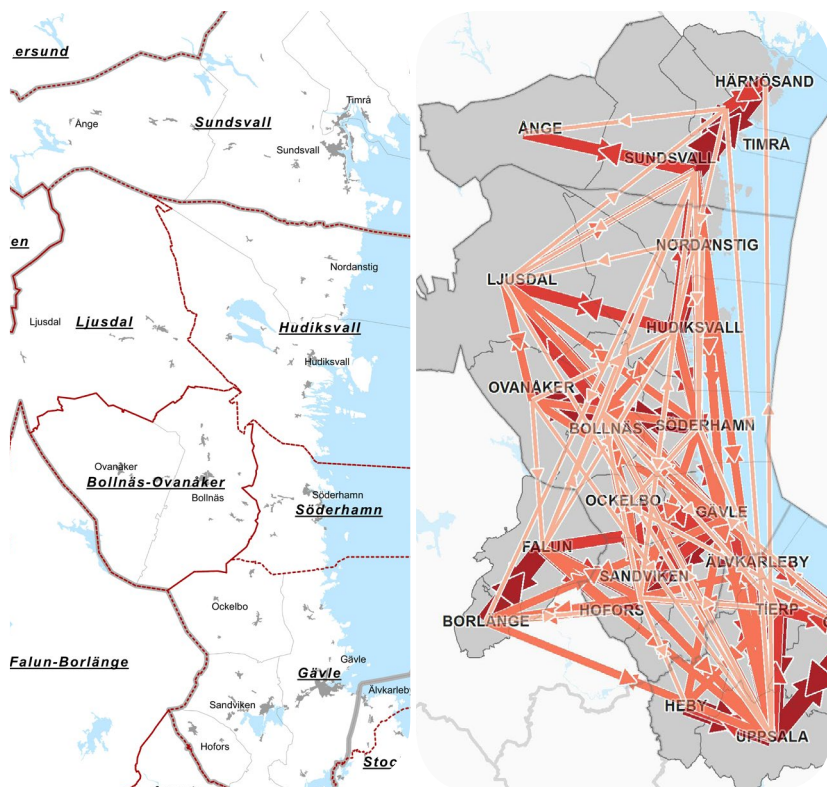 ersund
Timrå
Ånge
Sundsvall
Sundsvall
en
Nordanstig
Ljusdal
Ljusdal
Hudiksvall
Hudiksvall
Ovanåker
Bollnäs-Ovanåker
Bollnäs
Söderhamn
Söderhamn
Ockelbo
Falun-Borlänge
Gävle
Gävle
Älvkarleby
Sandviken
Hofors
Stoc
HÄRNÖSAND
ÅNGE
TIMRÅ
SUNDSVALL
NORDANSTIG
LJUSDAL
HUDIKSVALL
OVANÅKER
BOLLNÄS
SÖDERHAMN
OCKELBO
GÄVLE
FALUN
ÄLVKARLEBY
SANDVIKEN
BORLÄNGE
HOFORS
TIERP
HEBY
UPPSALA